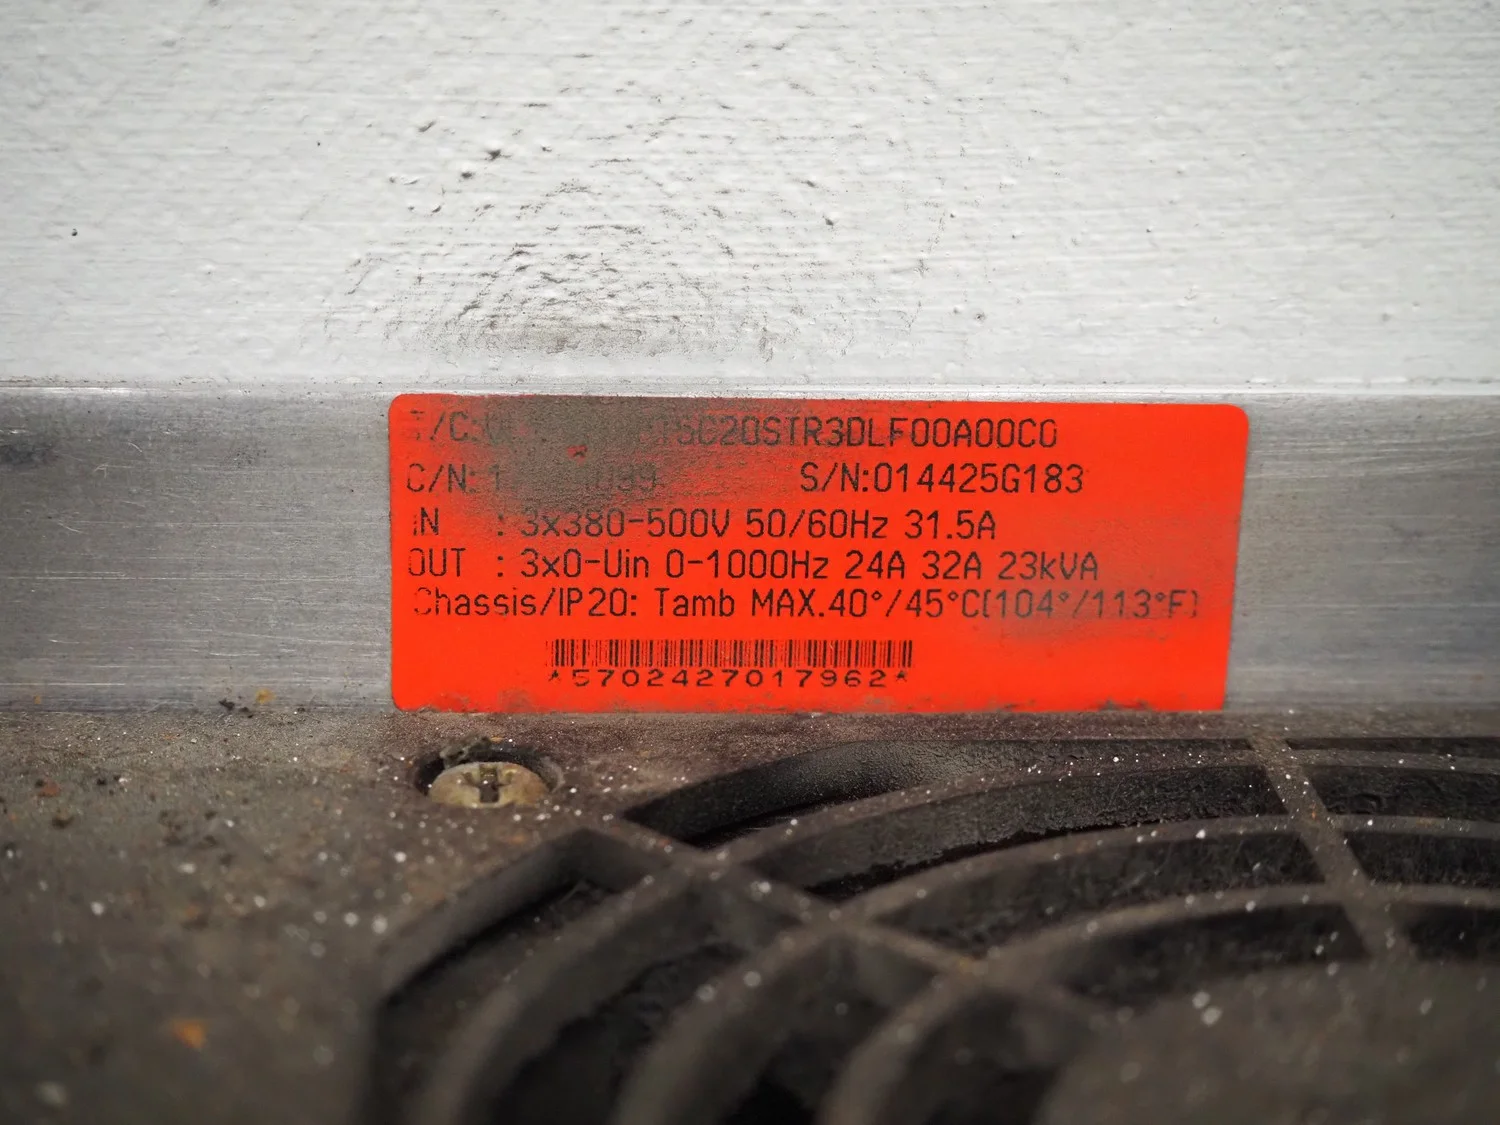 S/N:014425G183
IN : 3x380-500V 50/60Hz 31.5A
OUT : 3x0-Uin 0-1000Hz 24A 32A 23kVA
Chassis/IP20: Tamb MAX.40°/45°C(104°/113°F)
*5702427017962*